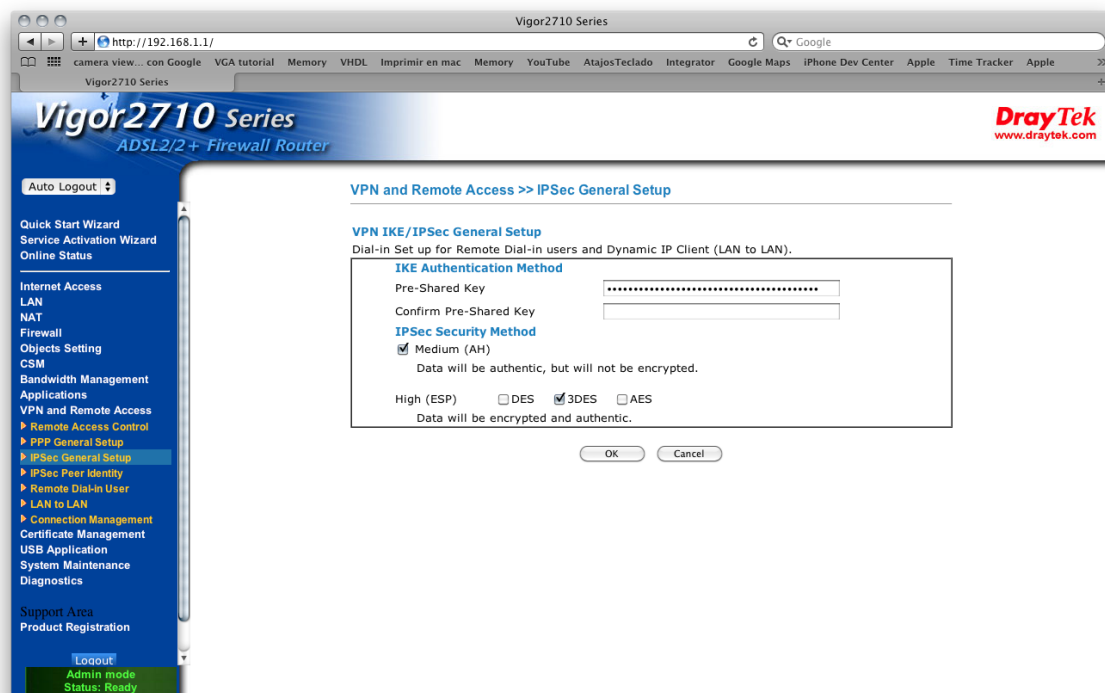 Vigor2710 Series
http://192.168.1.1/
Google
camera view... con Google VGA tutorial Memory VHDL Imprimir en mac Memory YouTube AtajosTeclado Integrator Google Maps iPhone Dev Center Apple Time Tracker Apple
Vigor2710 Series
Vigor2710 Series
ADSL2/2+ Firewall Router
DrayTek
www.draytek.com
Auto Logout
Quick Start Wizard
Service Activation Wizard
Online Status
Internet Access
LAN
NAT
Firewall
Objects Setting
CSM
Bandwidth Management
Applications
VPN and Remote Access
Remote Access Control
PPP General Setup
IPSec General Setup
IPSec Peer Identity
Remote Dial-in User
LAN to LAN
Connection Management
Certificate Management
USB Application
System Maintenance
Diagnostics
Support Area
Product Registration
Logout
Admin mode
Status: Ready
VPN and Remote Access >> IPSec General Setup
VPN IKE/IPSec General Setup
Dial-in Set up for Remote Dial-in users and Dynamic IP Client (LAN to LAN).
IKE Authentication Method
Pre-Shared Key
Confirm Pre-Shared Key
IPSec Security Method
Medium (AH)
Data will be authentic, but will not be encrypted.
High (ESP) DES 3DES AES
Data will be encrypted and authentic.
OK Cancel